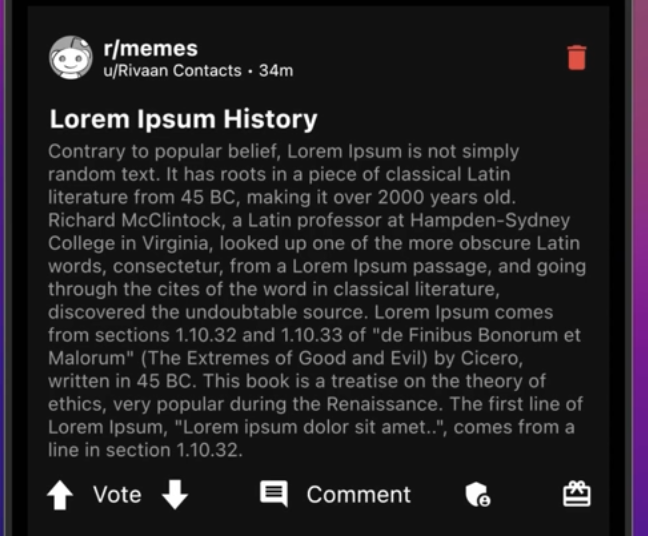 r/memes
u/Rivaan Contacts • 34m
Lorem Ipsum History
Contrary to popular belief, Lorem Ipsum is not simply
random text. It has roots in a piece of classical Latin
literature from 45 BC, making it over 2000 years old.
Richard McClintock, a Latin professor at Hampden-Sydney
College in Virginia, looked up one of the more obscure Latin
words, consectetur, from a Lorem Ipsum passage, and going
through the cites of the word in classical literature,
discovered the undoubtable source. Lorem Ipsum comes
from sections 1.10.32 and 1.10.33 of "de Finibus Bonorum et
Malorum" (The Extremes of Good and Evil) by Cicero,
written in 45 BC. This book is a treatise on the theory of
ethics, very popular during the Renaissance. The first line of
Lorem Ipsum, "Lorem ipsum dolor sit amet..", comes from a
line in section 1.10.32.
Vote Comment